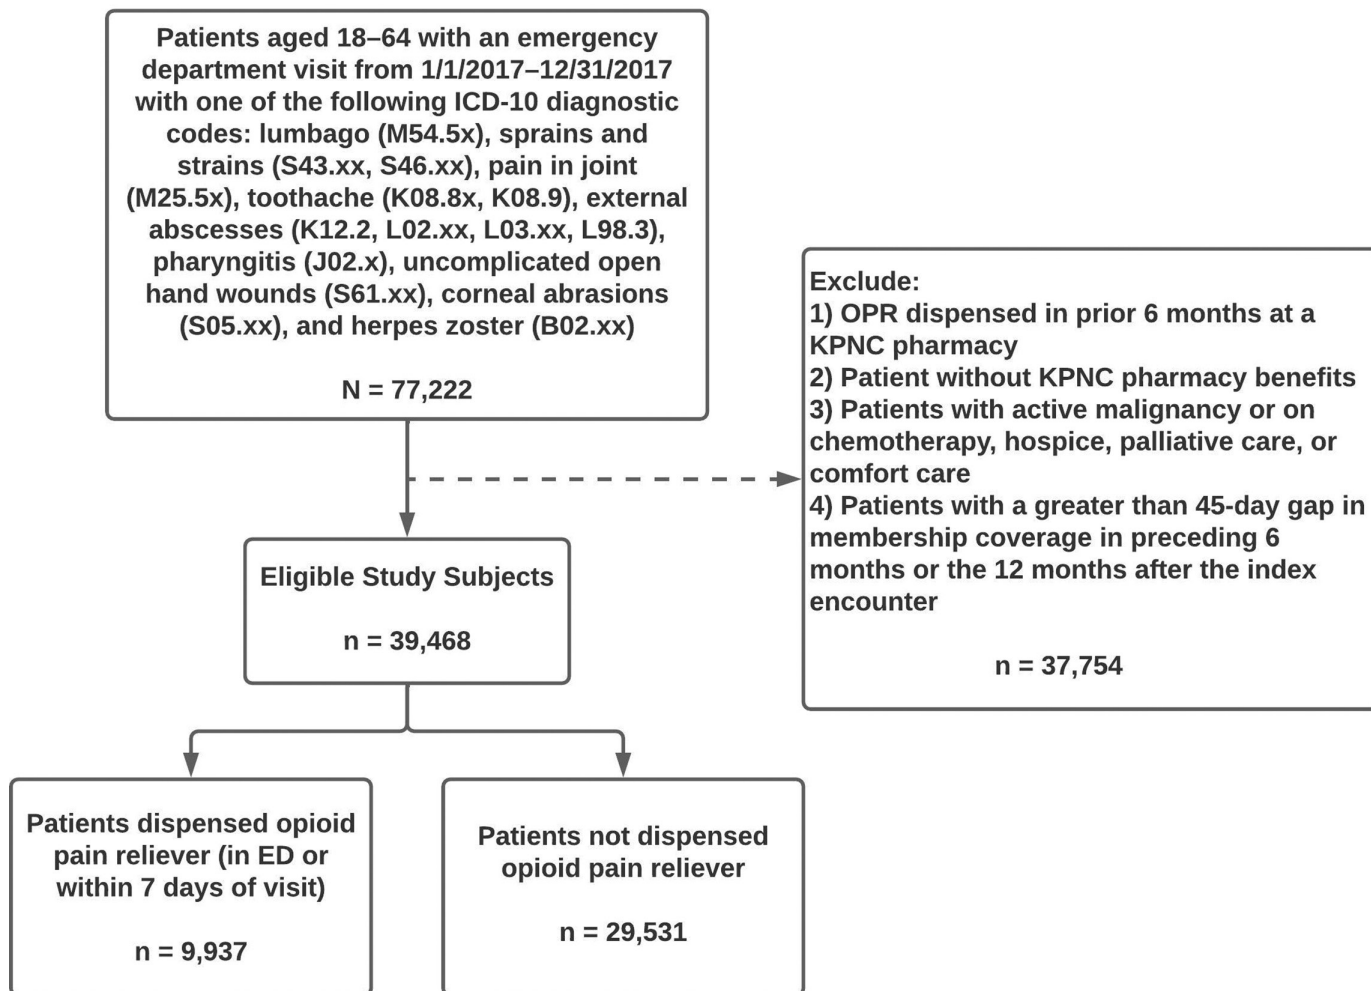 Patients aged 18–64 with an emergency
department visit from 1/1/2017–12/31/2017
with one of the following ICD-10 diagnostic
codes: lumbago (M54.5x), sprains and
strains (S43.xx, S46.xx), pain in joint
(M25.5x), toothache (K08.8x, K08.9), external
abscesses (K12.2, L02.xx, L03.xx, L98.3),
pharyngitis (J02.x), uncomplicated open
hand wounds (S61.xx), corneal abrasions
(S05.xx), and herpes zoster (B02.xx)
N = 77,222
Exclude:
1) OPR dispensed in prior 6 months at a
KPNC pharmacy
2) Patient without KPNC pharmacy benefits
3) Patients with active malignancy or on
chemotherapy, hospice, palliative care, or
comfort care
4) Patients with a greater than 45-day gap in
membership coverage in preceding 6
months or the 12 months after the index
encounter
n = 37,754
Eligible Study Subjects
n = 39,468
Patients dispensed opioid
pain reliever (in ED or
within 7 days of visit)
n = 9,937
Patients not dispensed
opioid pain reliever
n = 29,531